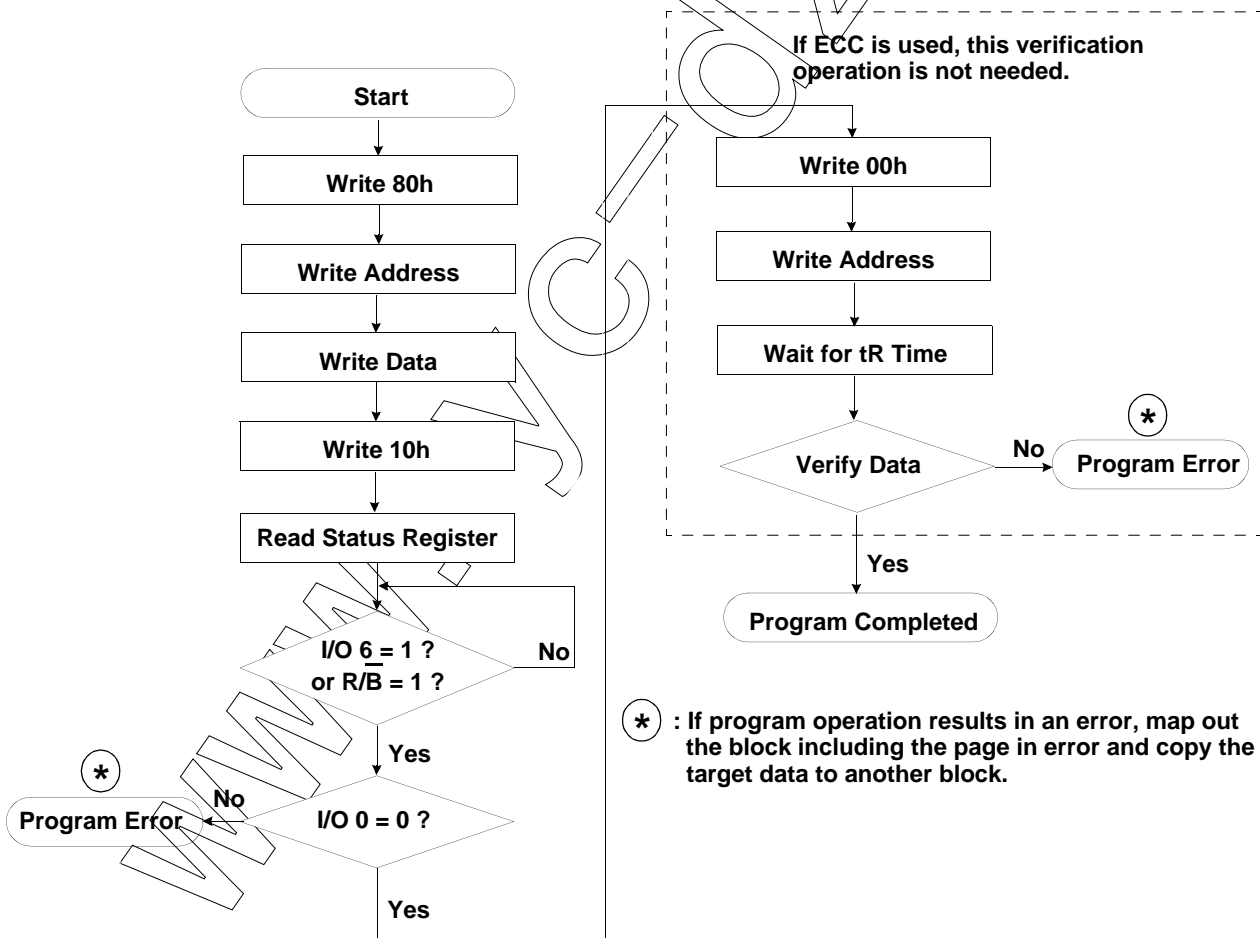 Start
Write 80h
Write Address
Write Data
Write 10h
Read Status Register
I/O 6 = 1 ?
or R/B̅ = 1 ?
No
Yes
*
No
Program Error
I/O 0 = 0 ?
Yes
If ECC is used, this verification
operation is not needed.
Write 00h
Write Address
Wait for tR Time
Verify Data
No
*
Program Error
Yes
Program Completed
* : If program operation results in an error, map out
the block including the page in error and copy the
target data to another block.